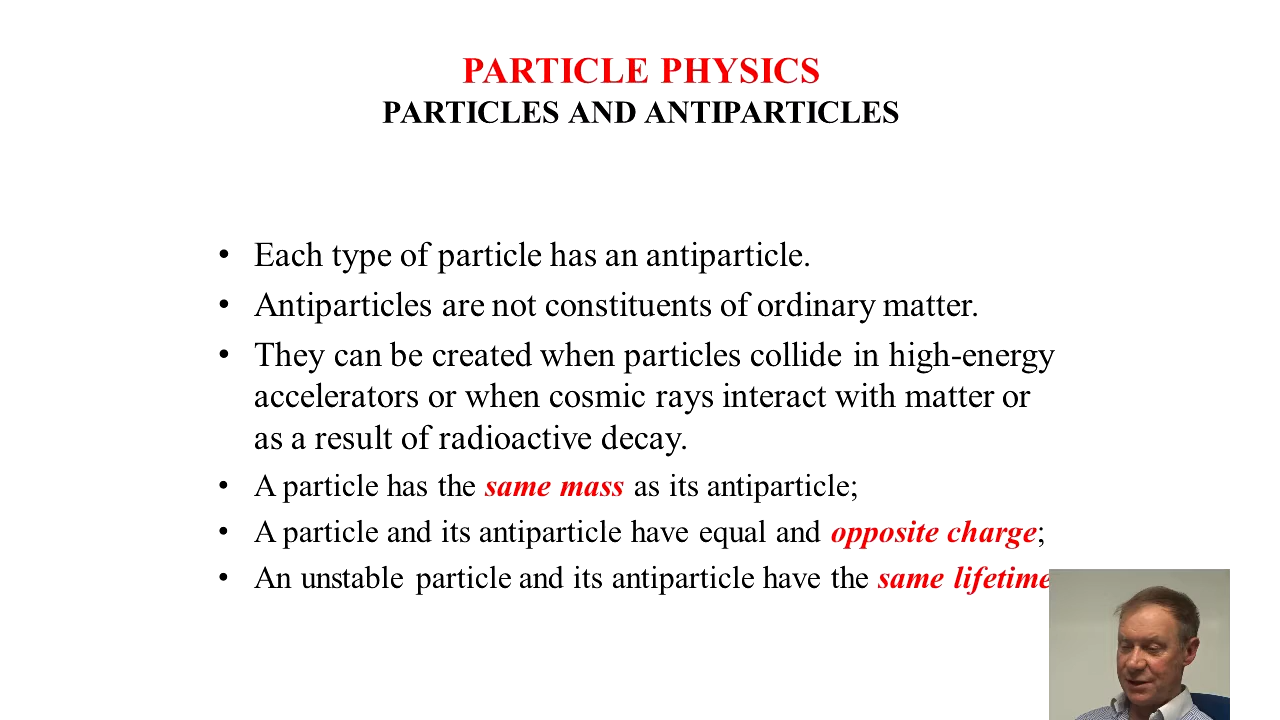 PARTICLE PHYSICS
PARTICLES AND ANTIPARTICLES
• Each type of particle has an antiparticle.
• Antiparticles are not constituents of ordinary matter.
• They can be created when particles collide in high-energy
accelerators or when cosmic rays interact with matter or
as a result of radioactive decay.
• A particle has the same mass as its antiparticle;
• A particle and its antiparticle have equal and opposite charge;
• An unstable particle and its antiparticle have the same lifetime